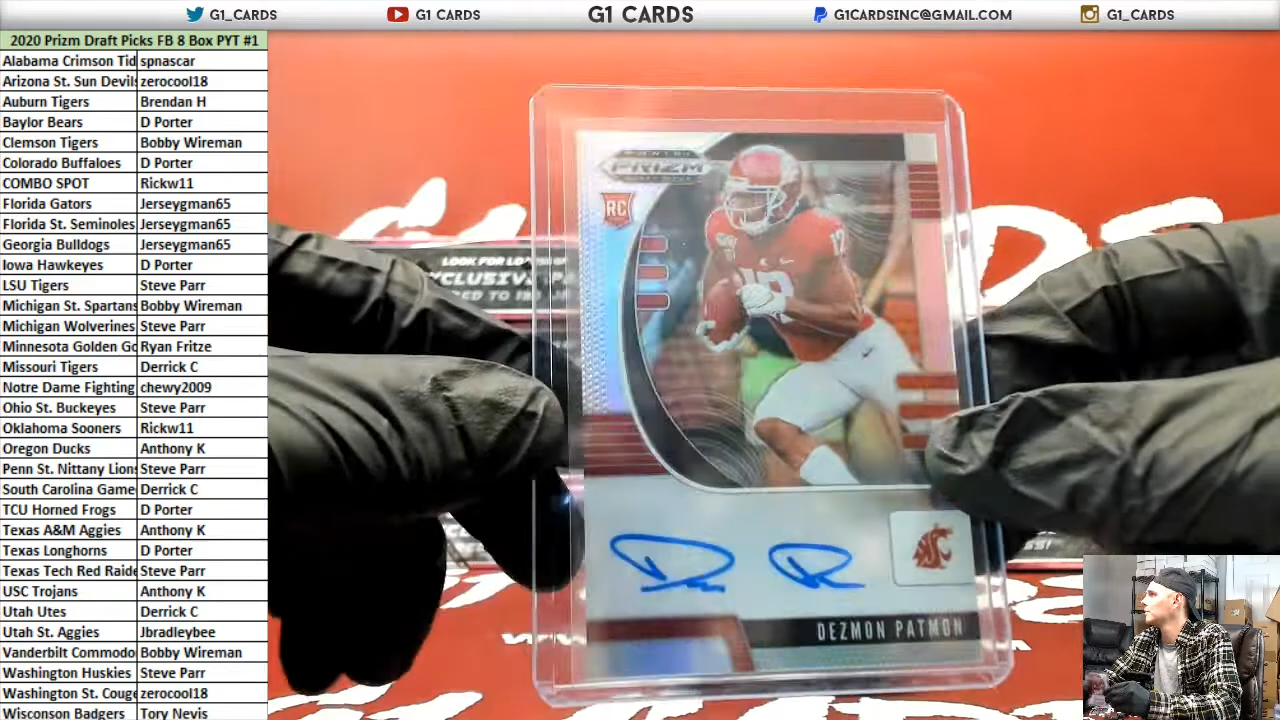 G1_CARDS
G1 CARDS
G1 CARDS
G1CARDSINC@GMAIL.COM
G1_CARDS
2020 Prizm Draft Picks FB 8 Box PYT #1
Alabama Crimson Tid spnascar
Arizona St. Sun Devils zerocool18
Auburn Tigers Brendan H
Baylor Bears D Porter
Clemson Tigers Bobby Wireman
Colorado Buffaloes D Porter
COMBO SPOT Rickw11
Florida Gators Jerseygman65
Florida St. Seminoles Jerseygman65
Georgia Bulldogs Jerseygman65
Iowa Hawkeyes D Porter
LSU Tigers Steve Parr
Michigan St. Spartans Bobby Wireman
Michigan Wolverines Steve Parr
Minnesota Golden Go Ryan Fritze
Missouri Tigers Derrick C
Notre Dame Fighting chewy2009
Ohio St. Buckeyes Steve Parr
Oklahoma Sooners Rickw11
Oregon Ducks Anthony K
Penn St. Nittany Lions Steve Parr
South Carolina Game Derrick C
TCU Horned Frogs D Porter
Texas A&M Aggies Anthony K
Texas Longhorns D Porter
Texas Tech Red Raide Steve Parr
USC Trojans Anthony K
Utah Utes Derrick C
Utah St. Aggies Jbradleybee
Vanderbilt Commodo Bobby Wireman
Washington Huskies Steve Parr
Washington St. Couge zerocool18
Wisconson Badgers Tory Nevis
PRIZM
RC
LOOK FOR
12
DEZMON PATMON